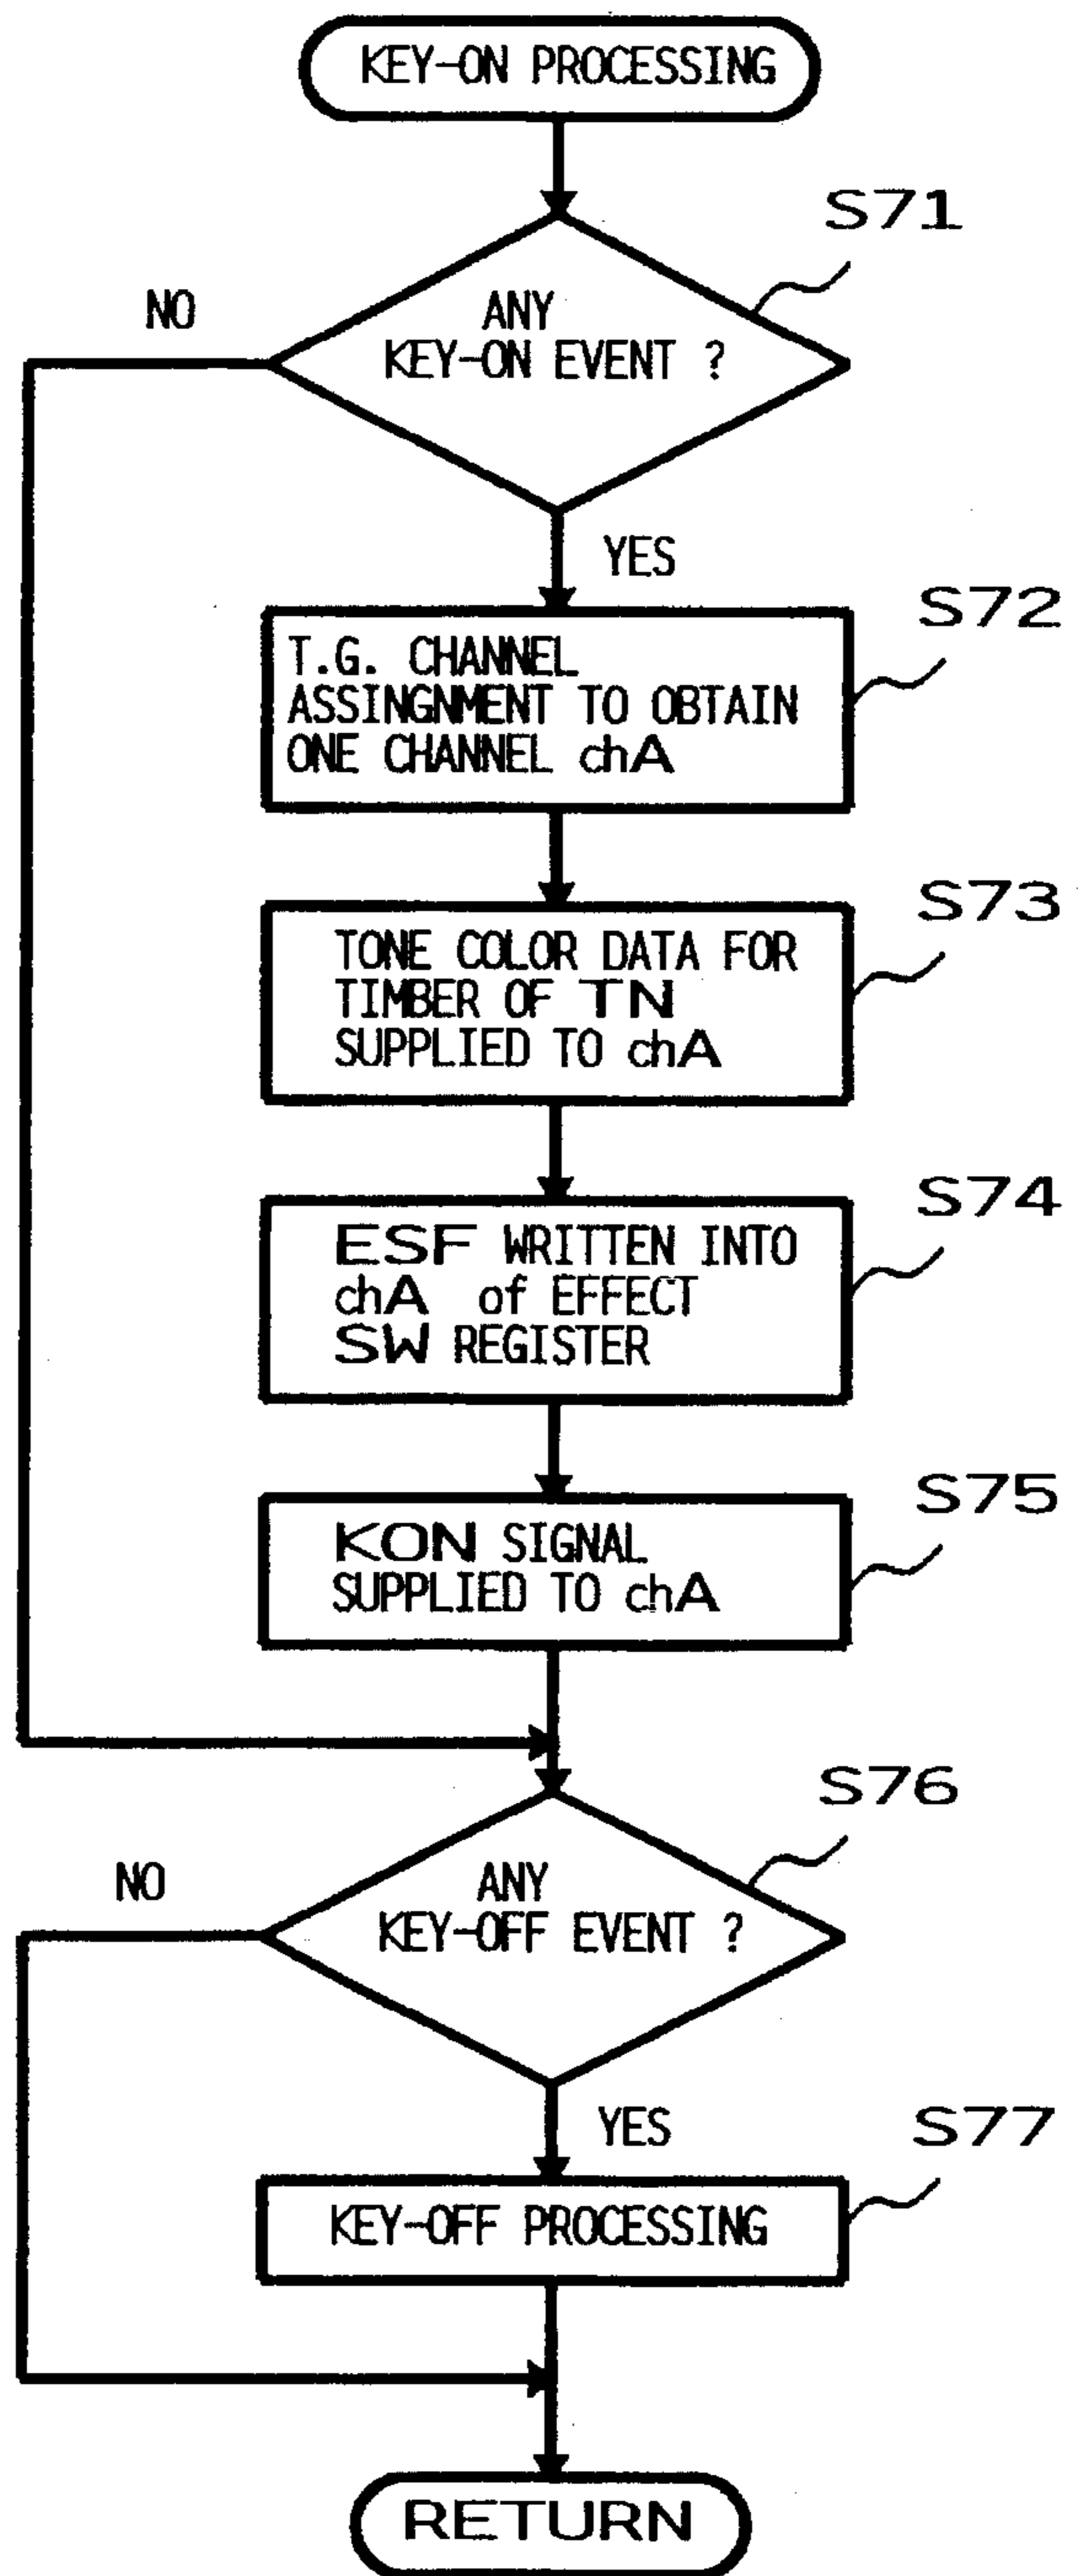 KEY-ON PROCESSING
S71
NO
ANY
KEY-ON EVENT ?
YES
S72
T.G. CHANNEL
ASSINGNMENT TO OBTAIN
ONE CHANNEL chA
S73
TONE COLOR DATA FOR
TIMBER OF TN
SUPPLIED TO chA
S74
ESF WRITTEN INTO
chA of EFFECT
SW REGISTER
S75
KON SIGNAL
SUPPLIED TO chA
S76
NO
ANY
KEY-OFF EVENT ?
YES
S77
KEY-OFF PROCESSING
RETURN